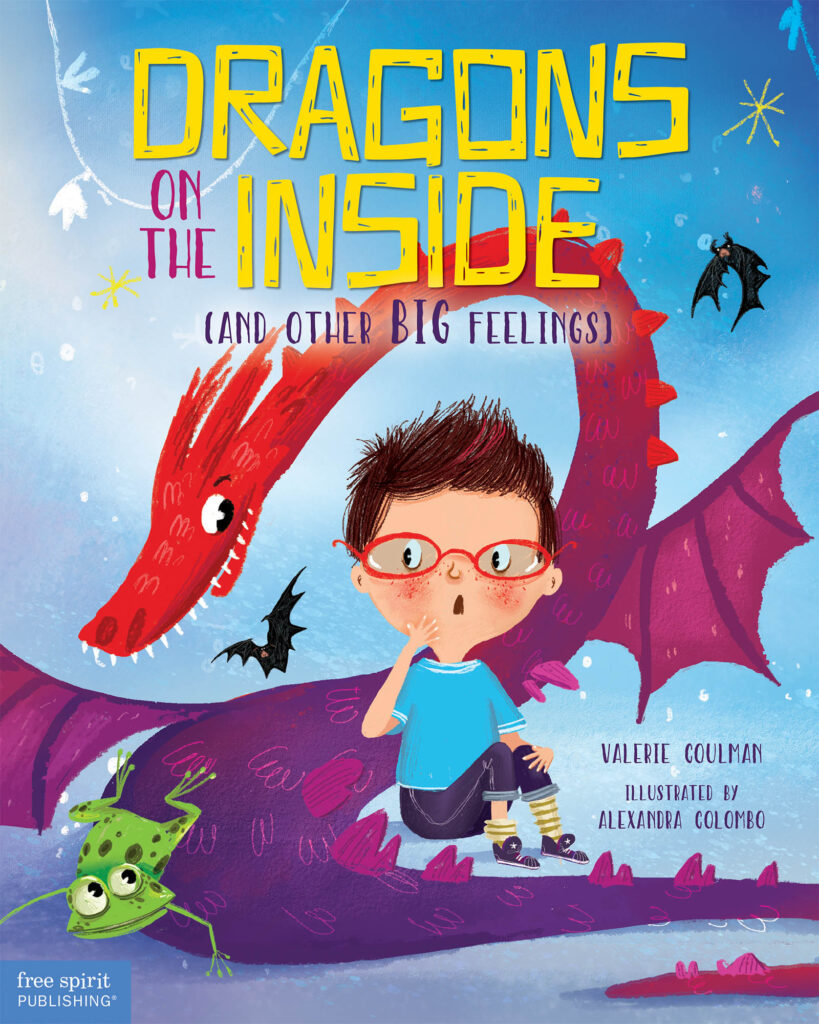 DRAGONS
ON
THE
INSIDE
(AND OTHER BIG FEELINGS)
VALERIE COULMAN
ILLUSTRATED BY
ALEXANDRA COLOMBO
free spirit
PUBLISHING®